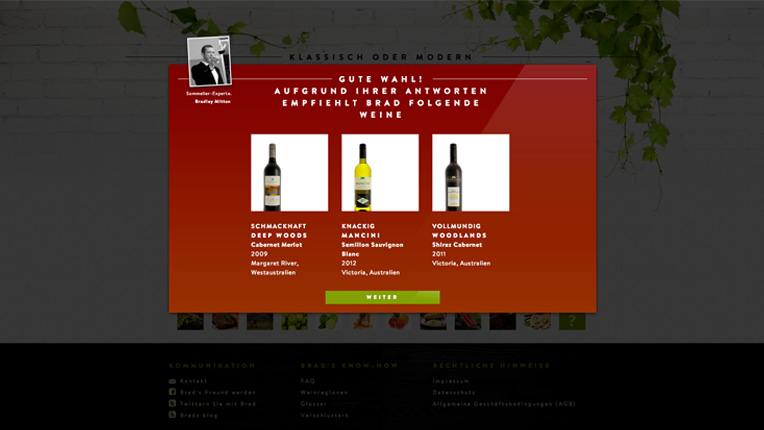 KLASSISCH ODER MODERN
Sommelier-Experte,
Bradley Mitton
GUTE WAHL!
AUFGRUND IHRER ANTWORTEN
EMPFIEHLT BRAD FOLGENDE
WEINE
SCHMACKHAFT
DEEP WOODS
Cabernet Merlot
2009
Margaret River,
Westaustralien
KNACKIG
MANCINI
Semillon Sauvignon
Blanc
2012
Victoria, Australien
VOLLMUNDIG
WOODLANDS
Shiraz Cabernet
2011
Victoria, Australien
WEITER
?
KOMMUNIKATION
Kontakt
Brad's Freund werden
Twittern Sie mit Brad
Brads blog
BRAD'S KNOW-HOW
FAQ
Weinregionen
Glossar
Verschlussart
RECHTLICHE HINWEISE
Impressum
Datenschutz
Allgemeine Geschäftsbedingungen (AGB)